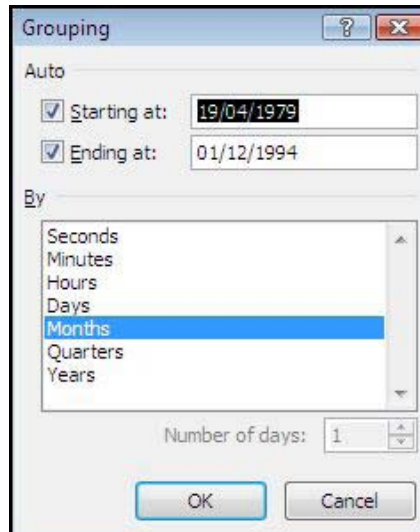 Grouping
Auto
Starting at: 19/04/1979
Ending at: 01/12/1994
By
Seconds
Minutes
Hours
Days
Months
Quarters
Years
Number of days: 1
OK Cancel